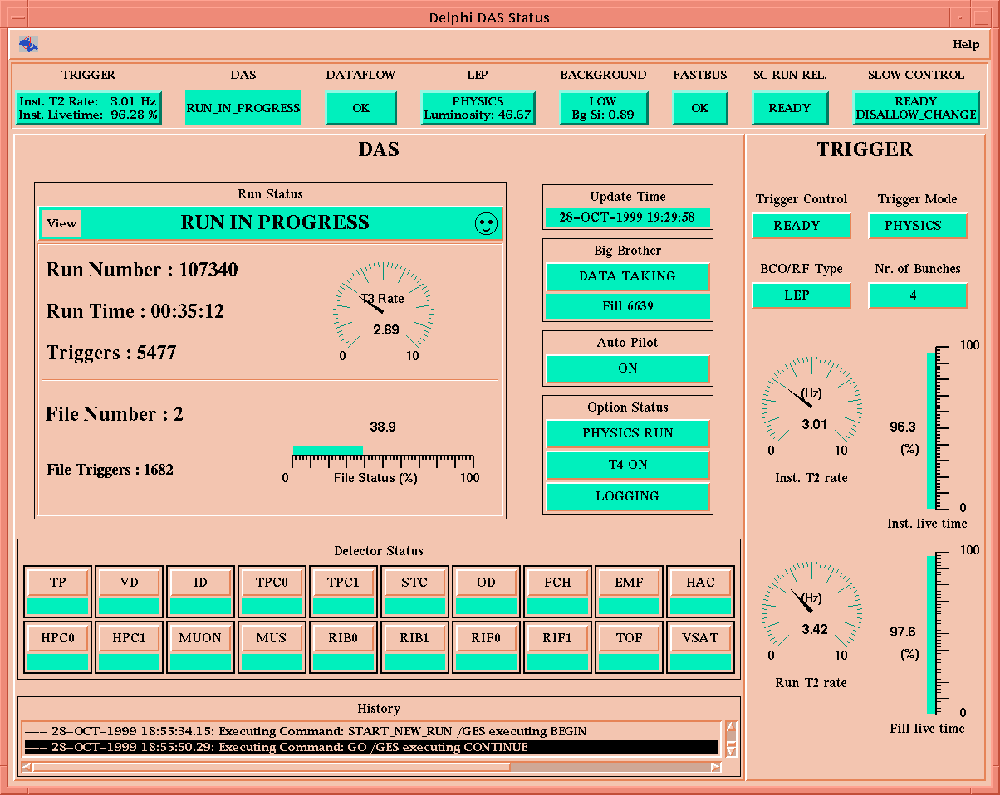 Delphi DAS Status
Help
TRIGGER
Inst. T2 Rate: 3.01 Hz
Inst. Livetime: 96.28 %
DAS
RUN_IN_PROGRESS
DATAFLOW
OK
LEP
PHYSICS
Luminosity: 46.67
BACKGROUND
LOW
Bg Si: 0.89
FASTBUS
OK
SC RUN REL.
READY
SLOW CONTROL
READY
DISALLOW_CHANGE
DAS
Run Status
View
RUN IN PROGRESS
Run Number : 107340
Run Time : 00:35:12
Triggers : 5477
T3 Rate
2.89
0 10
File Number : 2
File Triggers : 1682
38.9
0 File Status (%) 100
Update Time
28-OCT-1999 19:29:58
Big Brother
DATA TAKING
Fill 6639
Auto Pilot
ON
Option Status
PHYSICS RUN
T4 ON
LOGGING
Detector Status
TP VD ID TPC0 TPC1 STC OD FCH EMF HAC
HPC0 HPC1 MUON MUS RIB0 RIB1 RIF0 RIF1 TOF VSAT
History
--- 28-OCT-1999 18:55:34.15: Executing Command: START_NEW_RUN /GES executing BEGIN
--- 28-OCT-1999 18:55:50.29: Executing Command: GO /GES executing CONTINUE
TRIGGER
Trigger Control
READY
Trigger Mode
PHYSICS
BCO/RF Type
LEP
Nr. of Bunches
4
(Hz)
3.01
0 10
Inst. T2 rate
100
96.3
(%)
0
Inst. live time
(Hz)
3.42
0 10
Run T2 rate
100
97.6
(%)
0
Fill live time